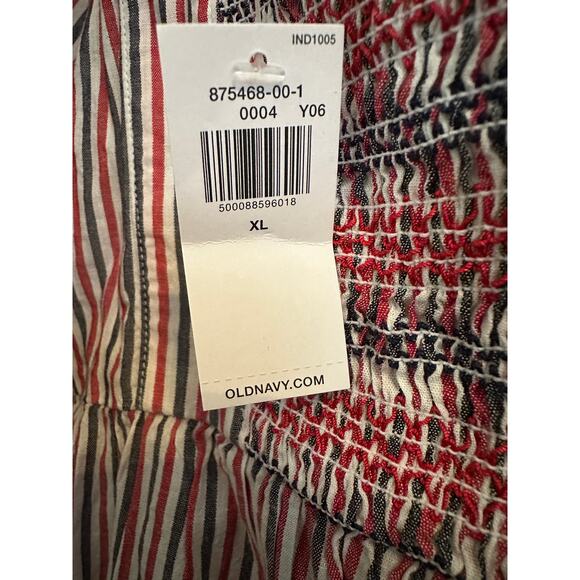 IND1005
875468-00-1
0004 Y06
500088596018
XL
OLDNAVY.COM